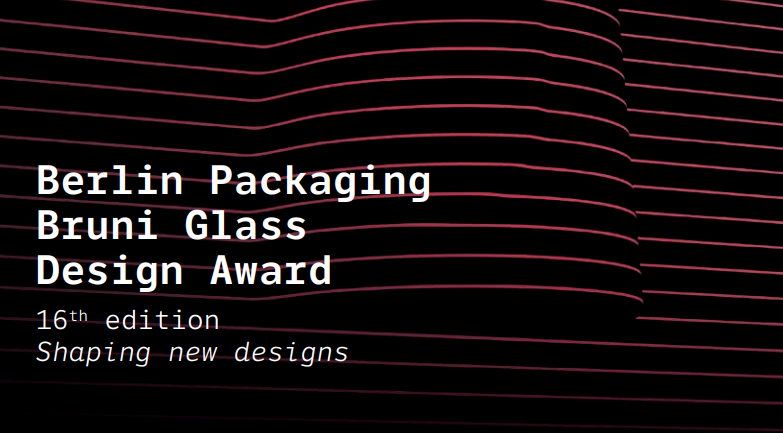 Berlin Packaging
Bruni Glass
Design Award
16th edition
Shaping new designs